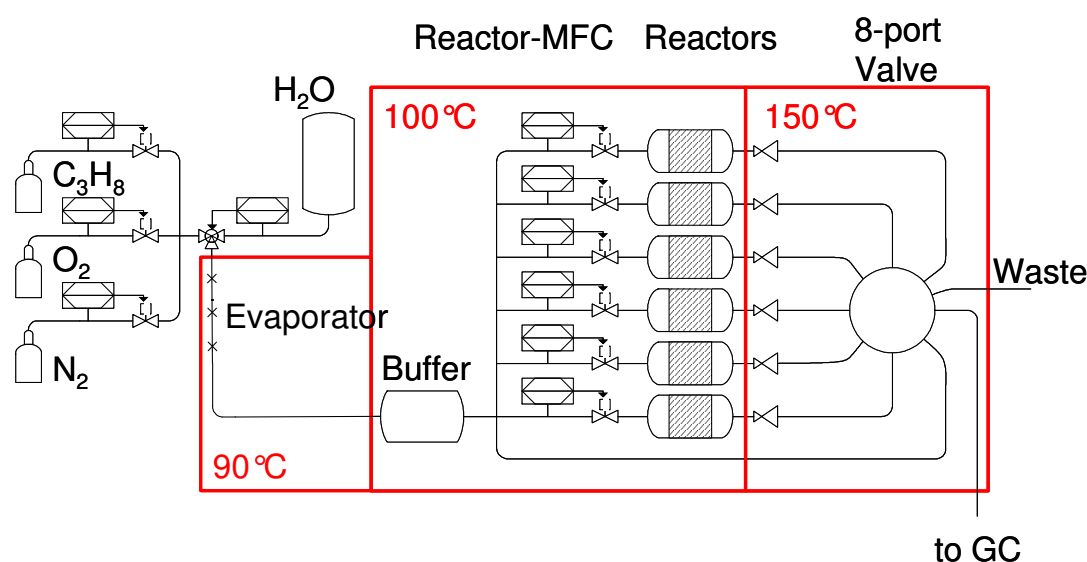 Reactor-MFC
Reactors
8-port
Valve
H₂O
100°C
150°C
C₃H₈
O₂
Waste
Evaporator
N₂
Buffer
90°C
to GC